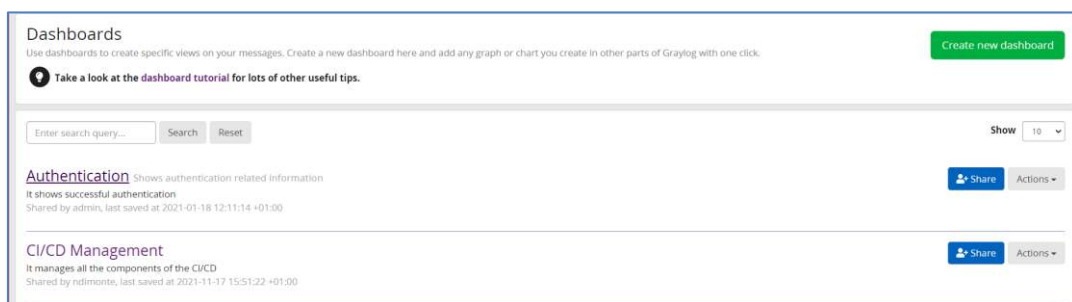 Dashboards
Use dashboards to create specific views on your messages. Create a new dashboard here and add any graph or chart you create in other parts of Graylog with one click.
Create new dashboard
Take a look at the dashboard tutorial for lots of other useful tips.
Enter search query... Search Reset Show 10
Authentication Shows authentication related information Share Actions
It shows successful authentication
Shared by admin, last saved at 2021-01-18 12:11:14 +01:00
CI/CD Management Share Actions
It manages all the components of the CI/CD
Shared by ndimonte, last saved at 2021-11-17 15:51:22 +01:00